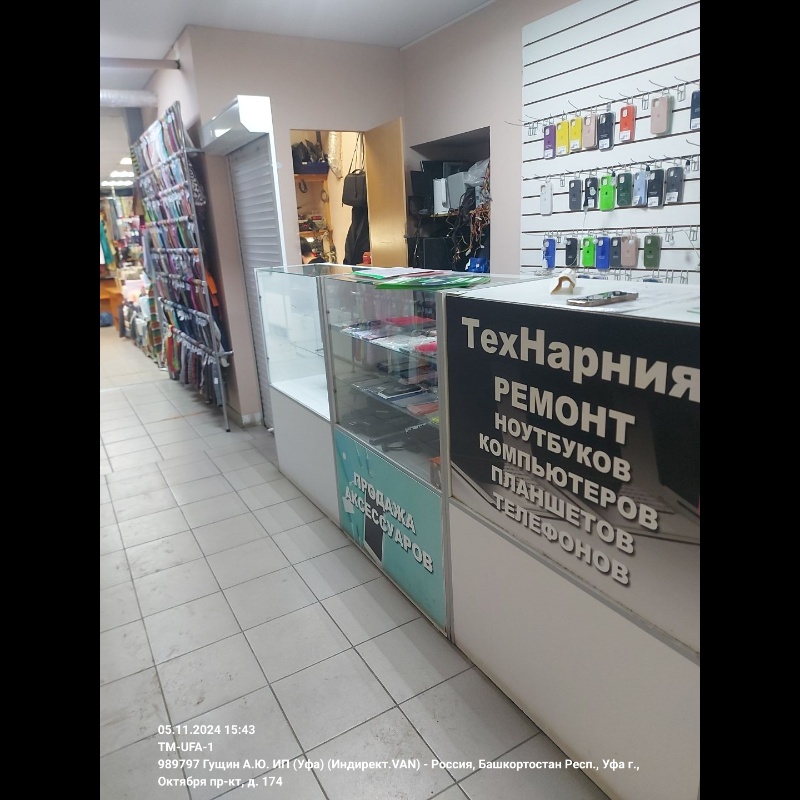 ТехНарния
РЕМОНТ
НОУТБУКОВ
КОМПЬЮТЕРОВ
ПЛАНШЕТОВ
ТЕЛЕФОНОВ
ПРОДАЖА
АКСЕССУАРОВ
05.11.2024 15:43
TM-UFA-1
989797 Гущин А.Ю. ИП (Уфа) (Индирект.VAN) - Россия, Башкортостан Респ., Уфа г.,
Октября пр-кт, д. 174